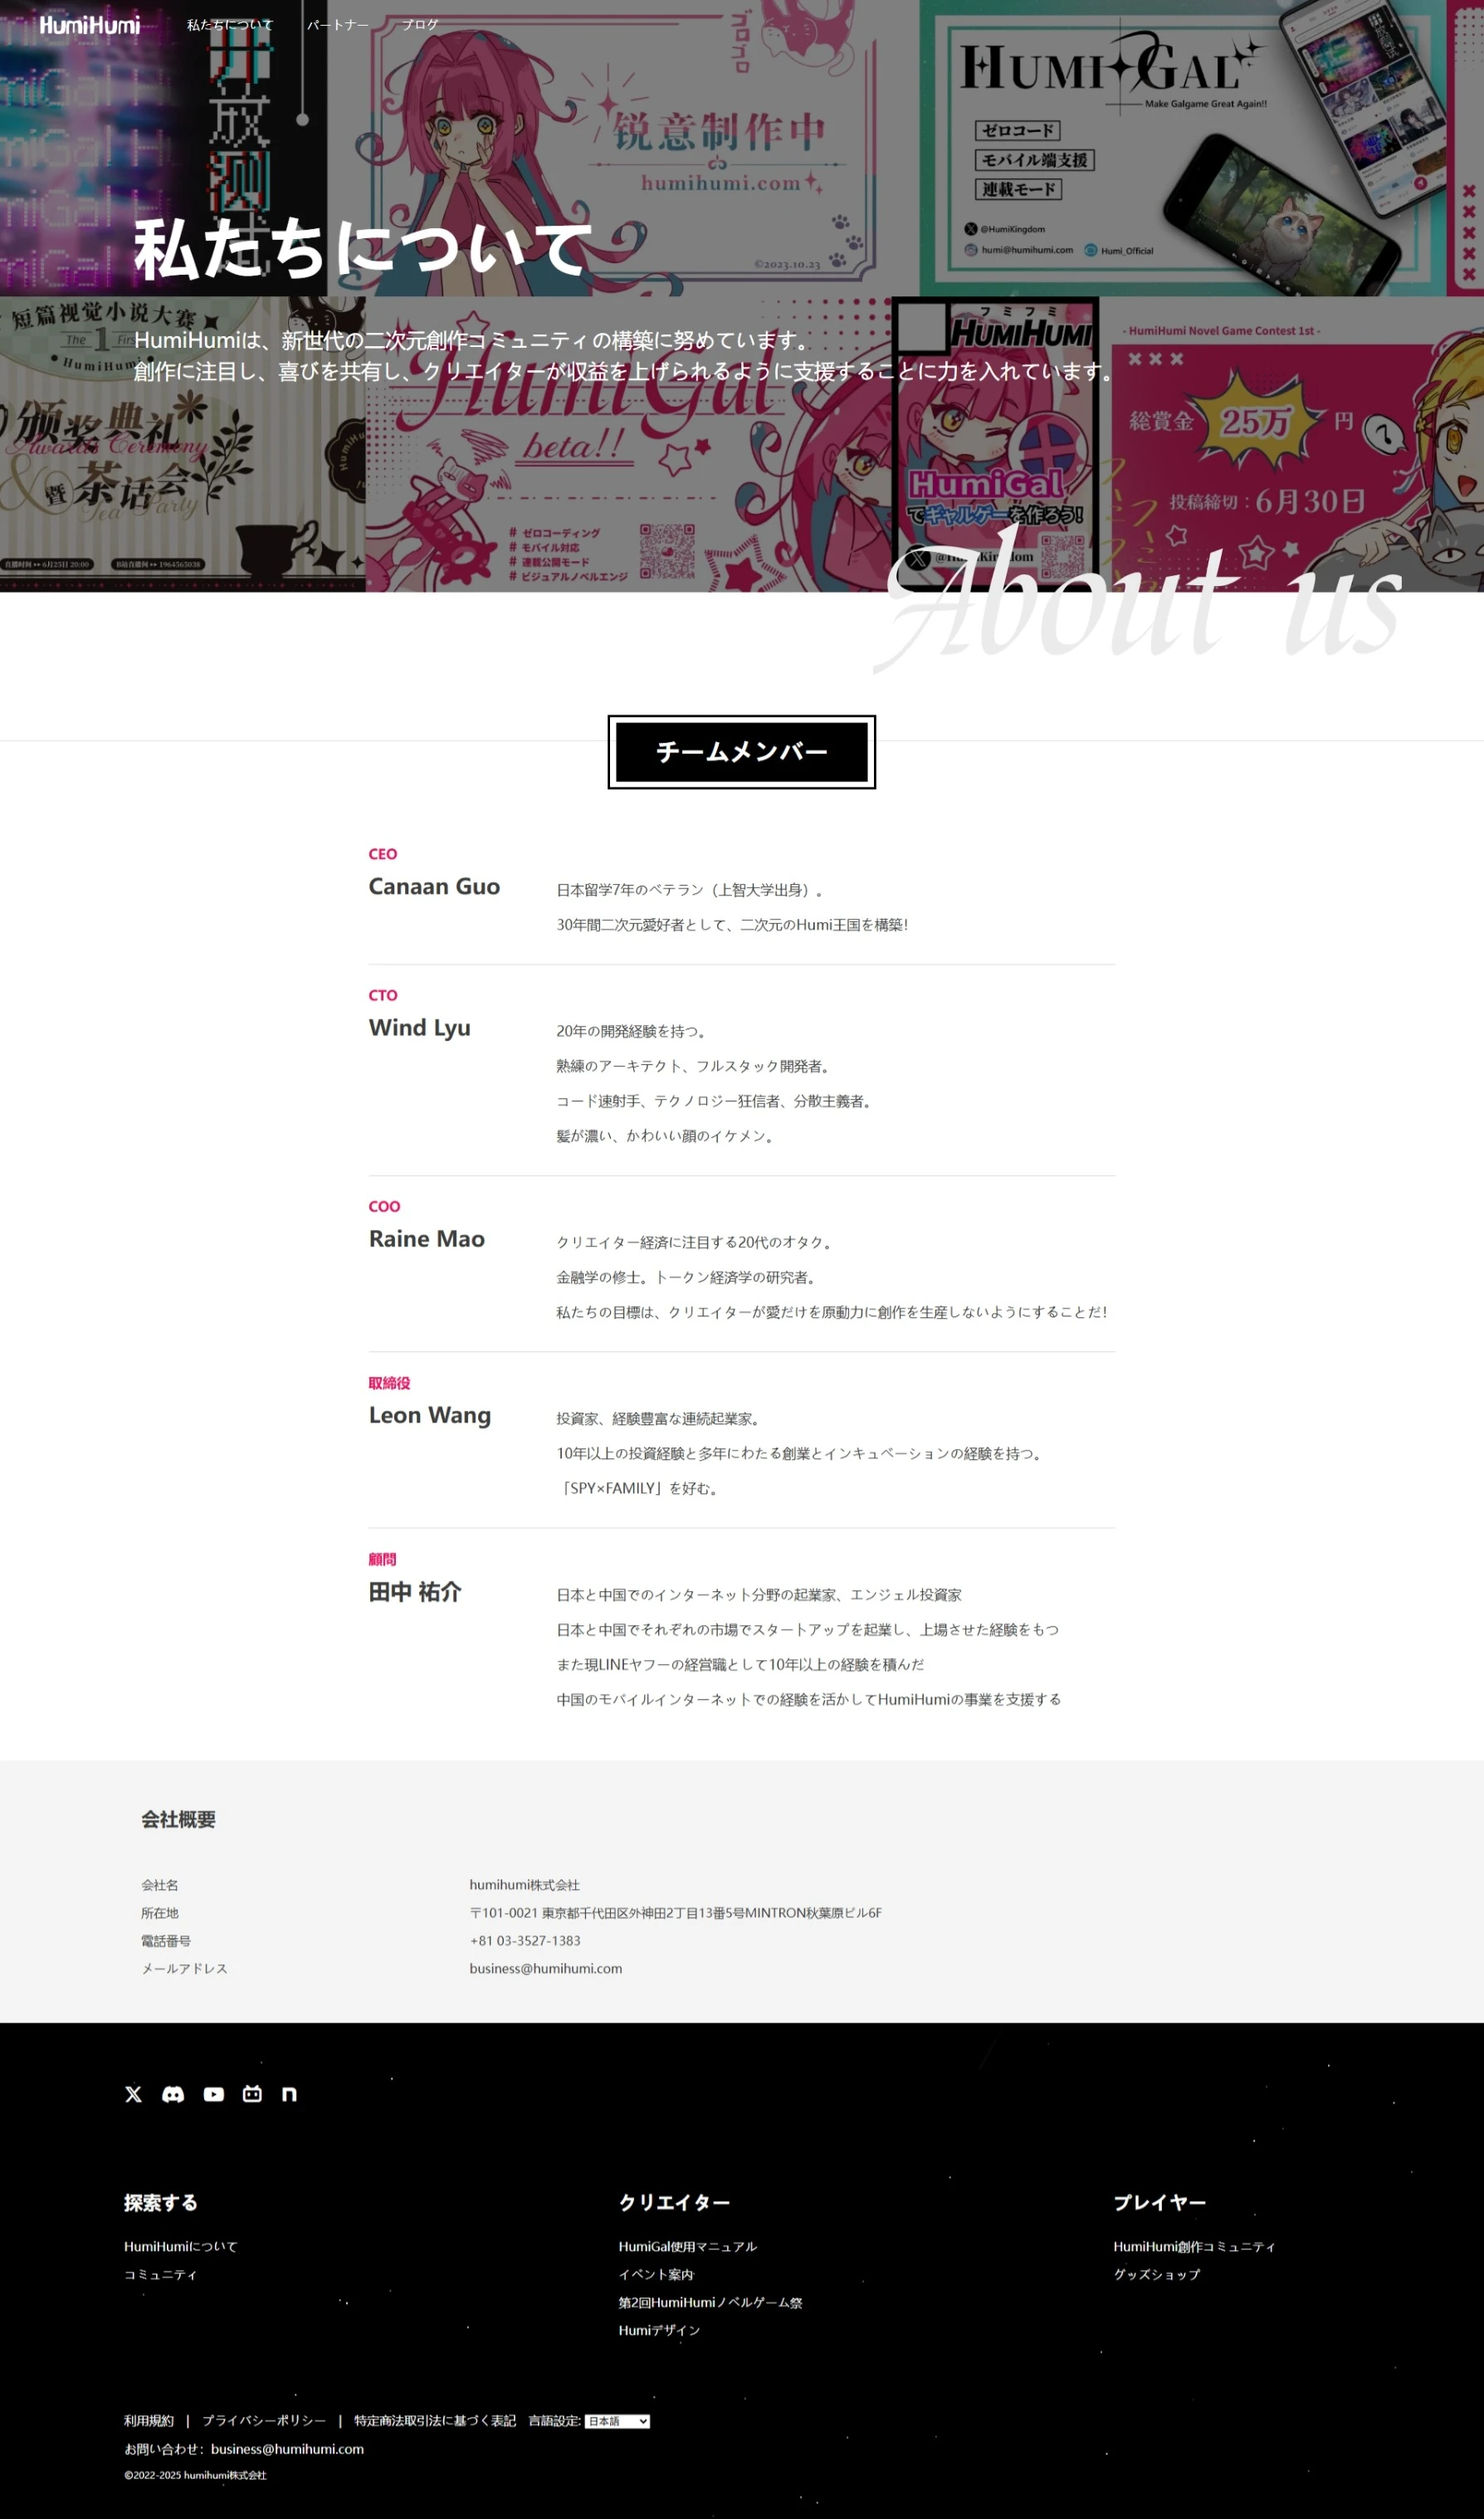 HumiHumi 私たちについて パートナー ブログ
锐意制作中
humihumi.com
©2023.10.23
HUMI GAL
Make Galgame Great Again!!
ゼロコード
モバイル端支援
連載モード
@HumiKingdom
humi@humihumi.com Humi_Official
私たちについて
HumiHumiは、新世代の二次元創作コミュニティの構築に努めています。
創作に注目し、喜びを共有し、クリエイターが収益を上げられるように支援することに力を入れています。
短篇视觉小说大赛
The 1 First
HumiHumi
颁奖典礼
Awards Ceremony
暨 茶话会
Tea Party
直播时间 ▸▸ 6月25日 20:00 B站直播间 ▸▸ 1964565038
HumiGal
beta!!
# ゼロコーディング
# モバイル対応
# 連載公開モード
# ビジュアルノベルエンジ
フミフミ
HUMIHUMI
HumiGal
でギャルゲーを作ろう!
- HumiHumi Novel Game Contest 1st -
総賞金 25万 円
投稿締切：6月30日
About us
チームメンバー
CEO
Canaan Guo
日本留学7年のベテラン（上智大学出身）。
30年間二次元愛好者として、二次元のHumi王国を構築！
CTO
Wind Lyu
20年の開発経験を持つ。
熟練のアーキテクト、フルスタック開発者。
コード速射手、テクノロジー狂信者、分散主義者。
髪が濃い、かわいい顔のイケメン。
COO
Raine Mao
クリエイター経済に注目する20代のオタク。
金融学の修士。トークン経済学の研究者。
私たちの目標は、クリエイターが愛だけを原動力に創作を生産しないようにすることだ！
取締役
Leon Wang
投資家、経験豊富な連続起業家。
10年以上の投資経験と多年にわたる創業とインキュベーションの経験を持つ。
「SPY×FAMILY」を好む。
顧問
田中 祐介
日本と中国でのインターネット分野の起業家、エンジェル投資家
日本と中国でそれぞれの市場でスタートアップを起業し、上場させた経験をもつ
また現LINEヤフーの経営職として10年以上の経験を積んだ
中国のモバイルインターネットでの経験を活かしてHumiHumiの事業を支援する
会社概要
会社名 humihumi株式会社
所在地 〒101-0021 東京都千代田区外神田2丁目13番5号MINTRON秋葉原ビル6F
電話番号 +81 03-3527-1383
メールアドレス business@humihumi.com
探索する
HumiHumiについて
コミュニティ
クリエイター
HumiGal使用マニュアル
イベント案内
第2回HumiHumiノベルゲーム祭
Humiデザイン
プレイヤー
HumiHumi創作コミュニティ
グッズショップ
利用規約 | プライバシーポリシー | 特定商法取引法に基づく表記 言語設定: 日本語
お問い合わせ：business@humihumi.com
©2022-2025 humihumi株式会社